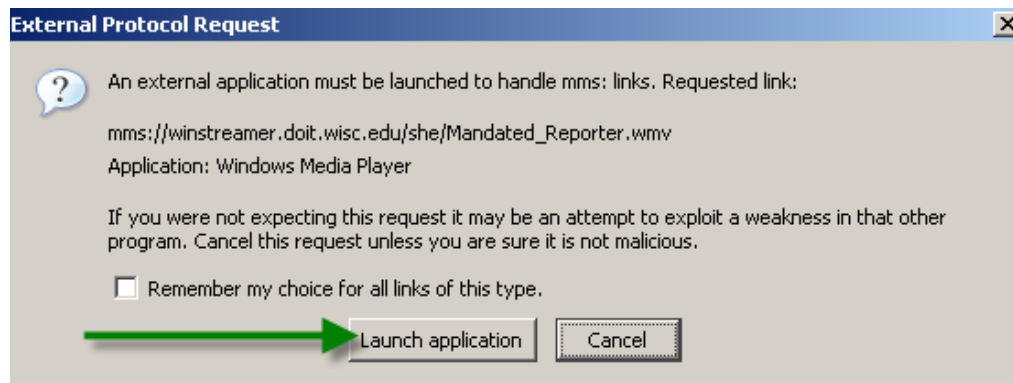 External Protocol Request
An external application must be launched to handle mms: links. Requested link:
mms://winstreamer.doit.wisc.edu/she/Mandated_Reporter.wmv
Application: Windows Media Player
If you were not expecting this request it may be an attempt to exploit a weakness in that other
program. Cancel this request unless you are sure it is not malicious.
Remember my choice for all links of this type.
Launch application Cancel